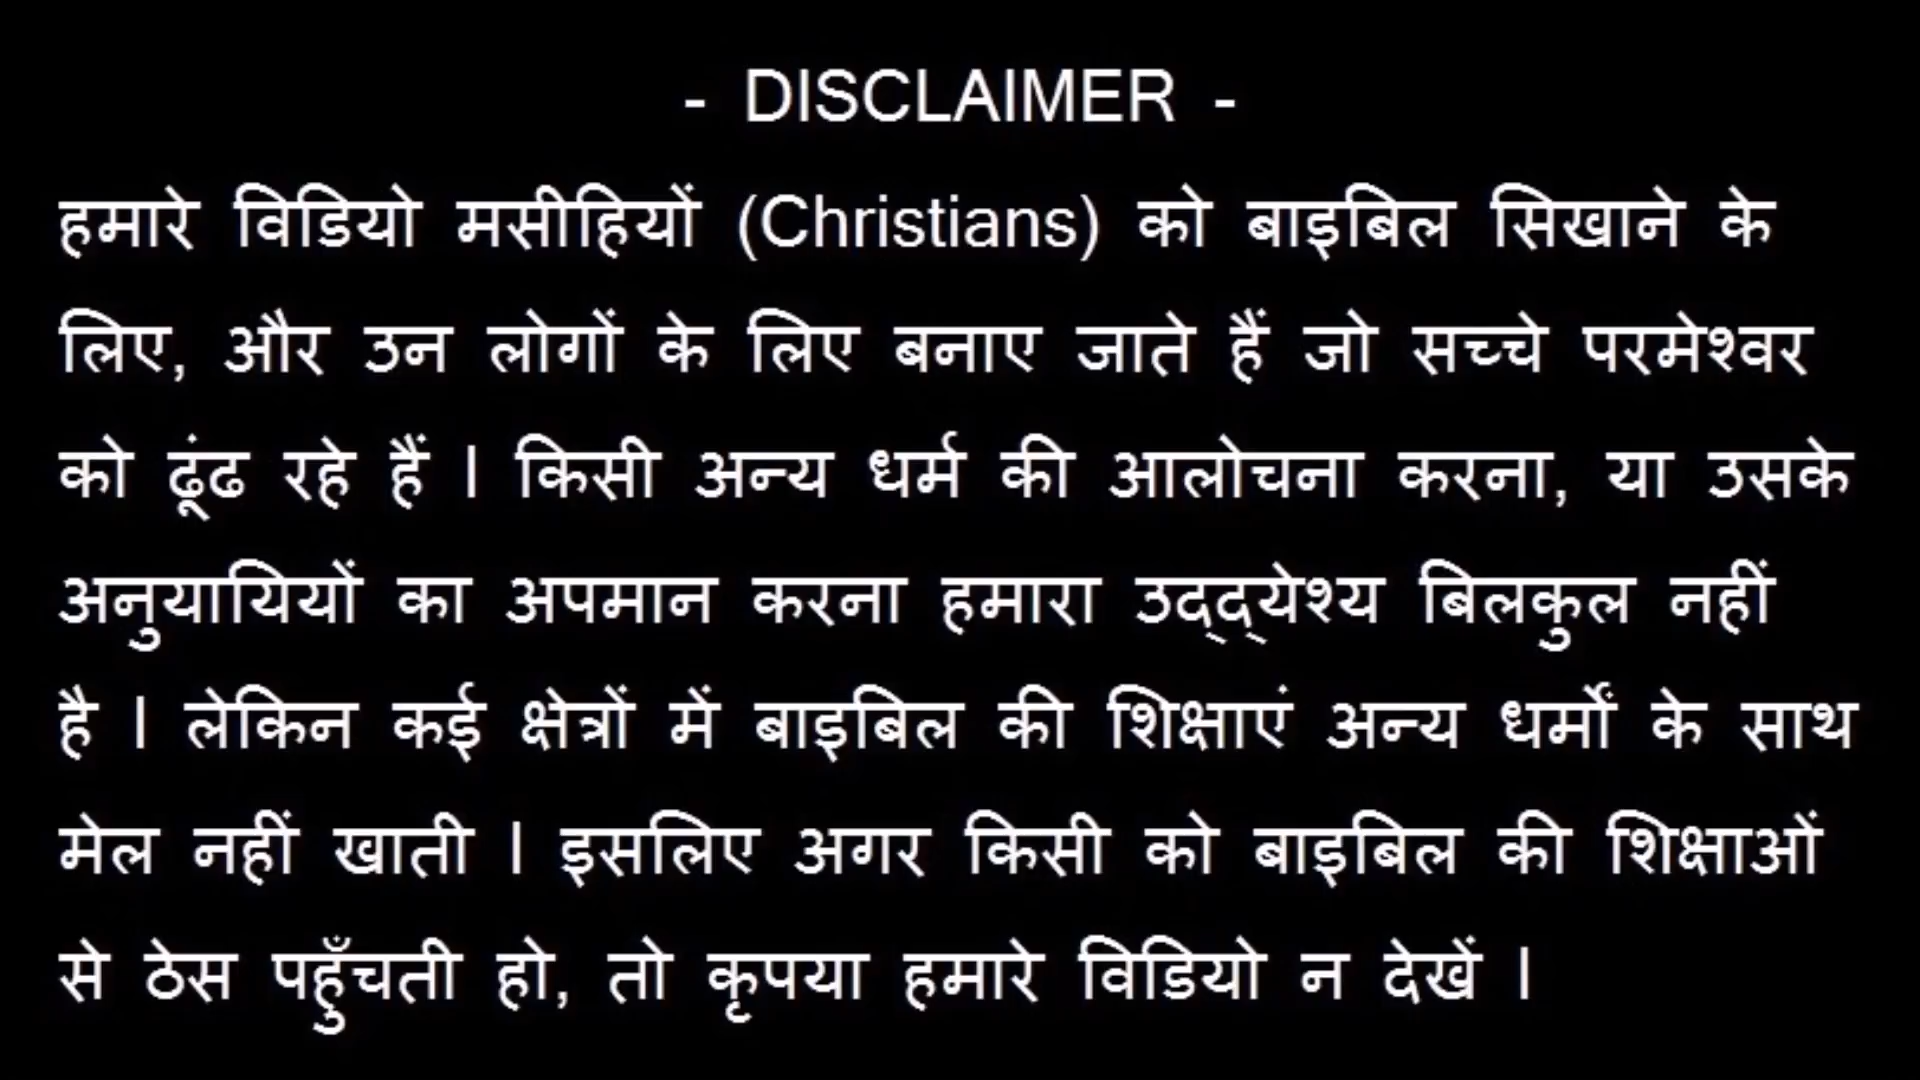 - DISCLAIMER -
हमारे विडियो मसीहियों (Christians) को बाइबिल सिखाने के
लिए, और उन लोगों के लिए बनाए जाते हैं जो सच्चे परमेश्वर
को ढूंढ रहे हैं । किसी अन्य धर्म की आलोचना करना, या उसके
अनुयायियों का अपमान करना हमारा उद्द्येश्य बिलकुल नहीं
है । लेकिन कई क्षेत्रों में बाइबिल की शिक्षाएं अन्य धर्मों के साथ
मेल नहीं खाती । इसलिए अगर किसी को बाइबिल की शिक्षाओं
से ठेस पहुँचती हो, तो कृपया हमारे विडियो न देखें ।